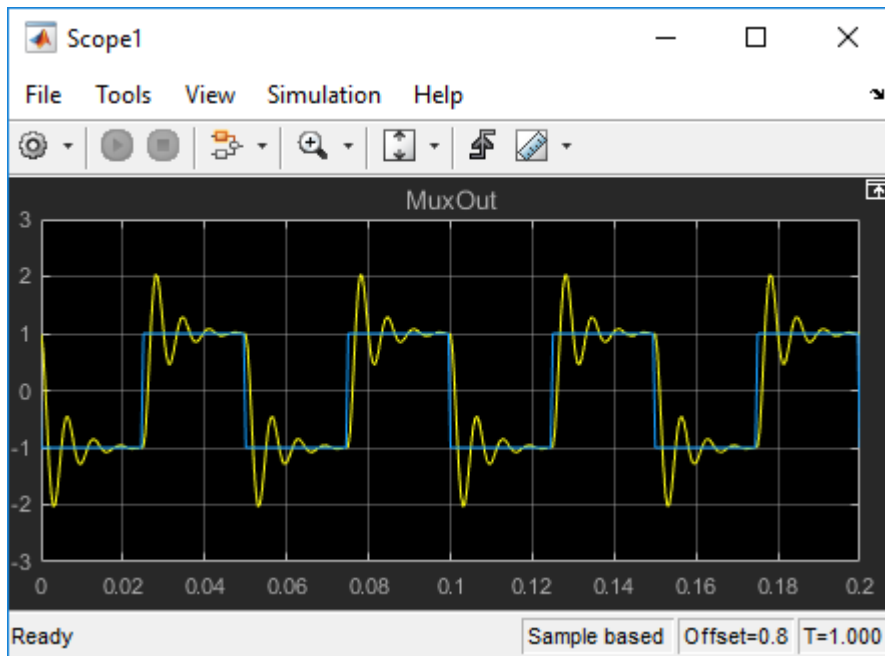 Scope1
File Tools View Simulation Help
MuxOut
3
2
1
0
-1
-2
-3
0 0.02 0.04 0.06 0.08 0.1 0.12 0.14 0.16 0.18 0.2
Ready Sample based Offset=0.8 T=1.000